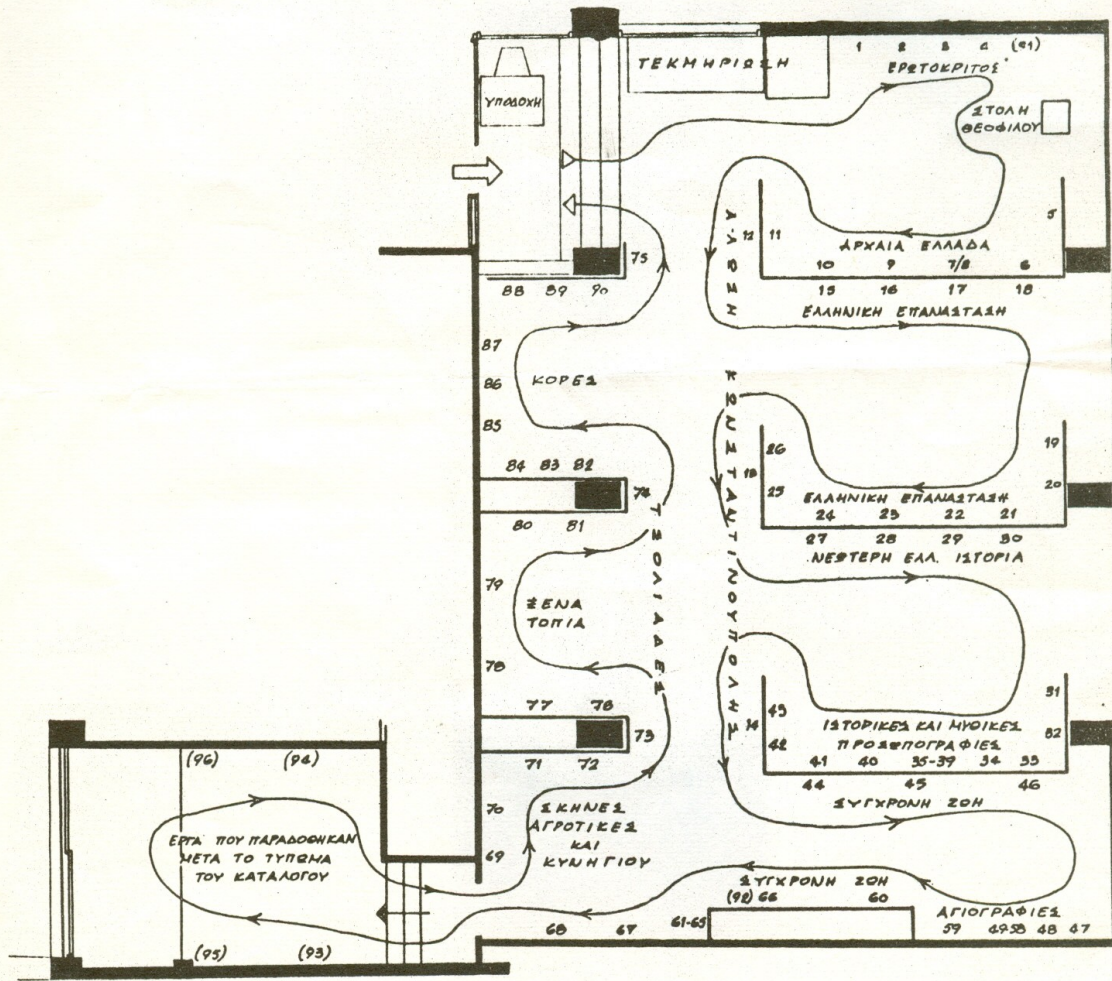 ΤΕΚΜΗΡΙΩΣΗ
1 2 3 4 (91)
ΕΡΩΤΟΚΡΙΤΟΣ
ΥΠΟΔΟΧΗ
ΣΤΟΛΗ
ΘΕΟΦΙΛΟΥ
5
12
11
ΑΡΧΑΙΑ ΕΛΛΑΔΑ
10 9 7/8 6
15 16 17 18
ΕΛΛΗΝΙΚΗ ΕΠΑΝΑΣΤΑΣΗ
ΑΛΩΣΗ
ΚΩΝΣΤΑΝΤΙΝΟΥΠΟΛΗΣ
75
88 89 90
87
86
85
ΚΟΡΕΣ
84 83 82
74
80 81
26
13
25
19
20
ΕΛΛΗΝΙΚΗ ΕΠΑΝΑΣΤΑΣΗ
24 23 22 21
27 28 29 30
ΝΕΩΤΕΡΗ ΕΛΛ. ΙΣΤΟΡΙΑ
ΤΣΟΛΙΑΔΕΣ
79
ΞΕΝΑ
ΤΟΠΙΑ
78
77 76
73
71 72
31
32
43
14
42
ΙΣΤΟΡΙΚΕΣ ΚΑΙ ΜΥΘΙΚΕΣ
ΠΡΟΣΩΠΟΓΡΑΦΙΕΣ
41 40 35-39 34 33
44 45 46
ΣΥΓΧΡΟΝΗ ΖΩΗ
70
69
ΣΚΗΝΕΣ
ΑΓΡΟΤΙΚΕΣ
ΚΑΙ
ΚΥΝΗΓΙΟΥ
(96) (94)
ΕΡΓΑ ΠΟΥ ΠΑΡΑΔΟΘΗΚΑΝ
ΜΕΤΑ ΤΟ ΤΥΠΩΜΑ
ΤΟΥ ΚΑΤΑΛΟΓΟΥ
(95) (93)
ΣΥΓΧΡΟΝΗ ΖΩΗ
(92) 66 60
68 67 61-65
ΑΓΙΟΓΡΑΦΙΕΣ
59 49-58 48 47